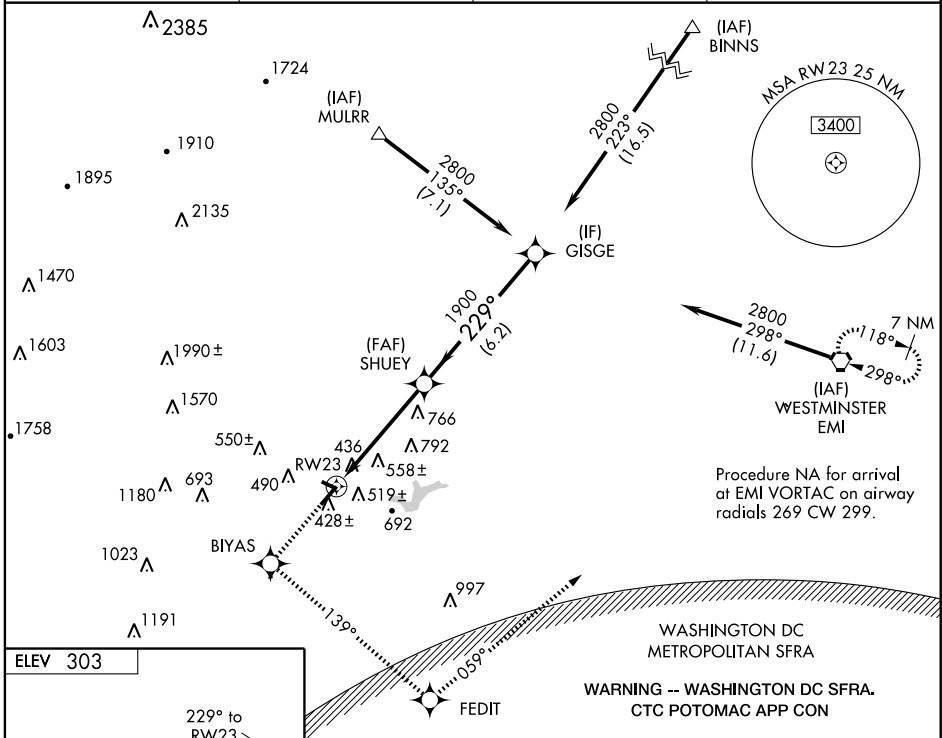 2385
(IAF)
BINNS
1724
MSA RW23 25 NM
(IAF)
MULRR
3400
2800
223°
(16.5)
1910
2800
135°
(7.1)
1895
2135
(IF)
GISGE
1470
1900
229°
(6.2)
2800
298°
(11.6)
7 NM
118°
298°
1603
1990±
(FAF)
SHUEY
(IAF)
WESTMINSTER
EMI
1570
766
1758
550±
792
436
RW23
558±
Procedure NA for arrival
at EMI VORTAC on airway
radials 269 CW 299.
1180
693
490
519±
428±
692
BIYAS
1023
997
139°
1191
059°
WASHINGTON DC
METROPOLITAN SFRA
ELEV 303
WARNING -- WASHINGTON DC SFRA.
CTC POTOMAC APP CON
FEDIT
229° to
RW23